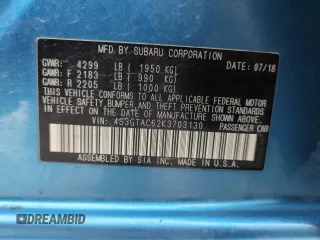 MFD. BY SUBARU CORPORATION
GVWR: 4299 LB ( 1950 KG) DATE: 07/18
GAWR: F 2183 LB ( 990 KG)
GAWR: R 2205 LB ( 1000 KG)
THIS VEHICLE CONFORMS TO ALL APPLICABLE FEDERAL MOTOR
VEHICLE SAFETY, BUMPER, AND THEFT PREVENTION STANDARDS
IN EFFECT ON THE DATE OF MANUFACTURE SHOWN ABOVE.
VIN: 4S3GTAC62K3703130
PASSENGER CAR
ASSEMBLED BY SIA INC. MADE IN U.S.A.
DREAMBID